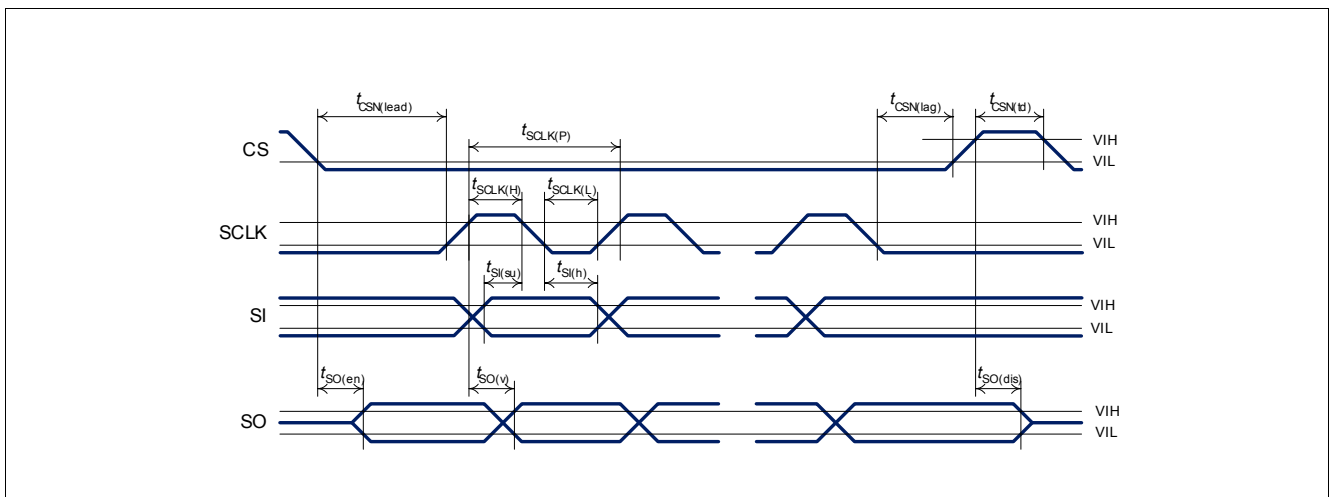 tCSN(lead)
tCSN(lag)
tCSN(td)
tSCLK(P)
CS
VIH
VIL
tSCLK(H)
tSCLK(L)
SCLK
VIH
VIL
tSI(su)
tSI(h)
SI
VIH
VIL
tSO(en)
tSO(v)
tSO(dis)
SO
VIH
VIL